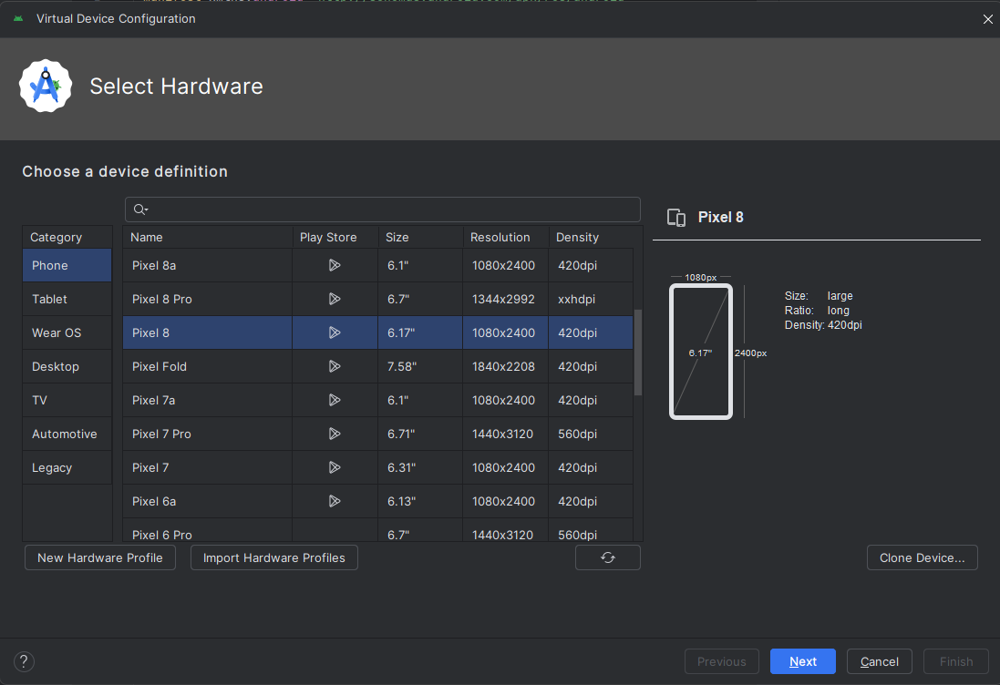 Virtual Device Configuration
Select Hardware
Choose a device definition
Category
Phone
Tablet
Wear OS
Desktop
TV
Automotive
Legacy
Name Play Store Size Resolution Density
Pixel 8a 6.1" 1080x2400 420dpi
Pixel 8 Pro 6.7" 1344x2992 xxhdpi
Pixel 8 6.17" 1080x2400 420dpi
Pixel Fold 7.58" 1840x2208 420dpi
Pixel 7a 6.1" 1080x2400 420dpi
Pixel 7 Pro 6.71" 1440x3120 560dpi
Pixel 7 6.31" 1080x2400 420dpi
Pixel 6a 6.13" 1080x2400 420dpi
Pixel 6 Pro 6.7" 1440x3120 560dpi
Pixel 8
1080px
6.17"
2400px
Size: large
Ratio: long
Density: 420dpi
New Hardware Profile Import Hardware Profiles Clone Device...
? Previous Next Cancel Finish